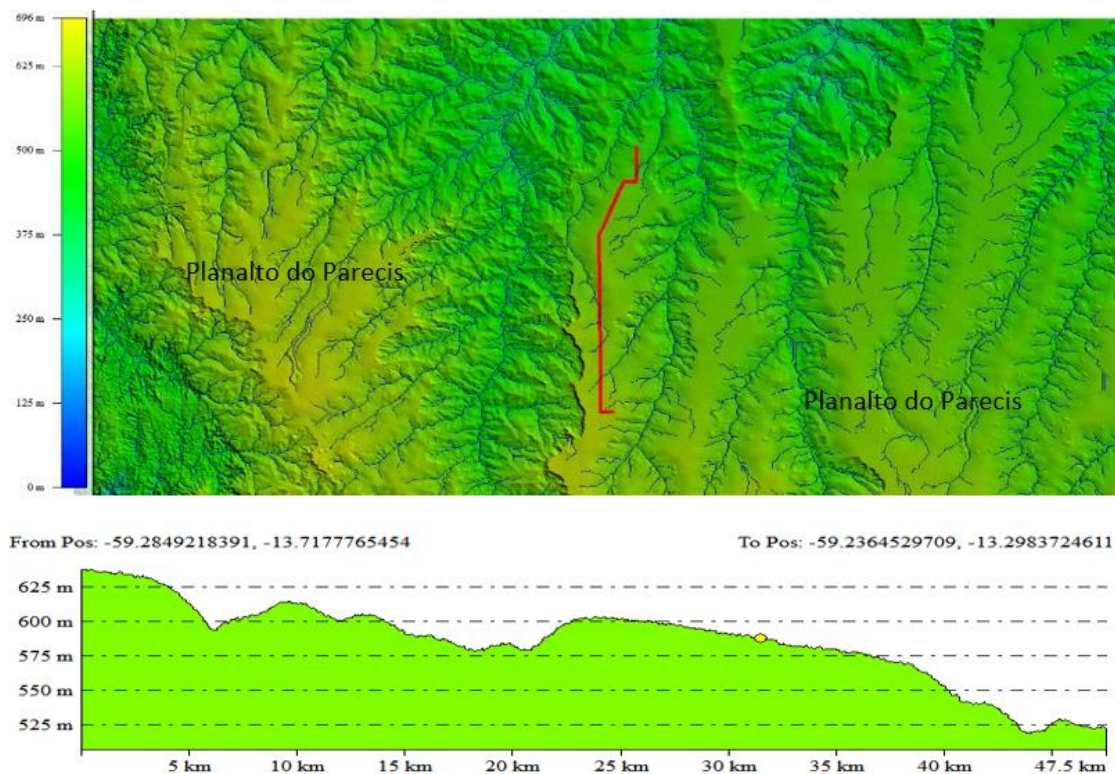 696 m
625 m
500 m
375 m
250 m
125 m
0 m
Planalto do Parecis
Planalto do Parecis
From Pos: -59.2849218391, -13.7177765454
To Pos: -59.2364529709, -13.2983724611
625 m
600 m
575 m
550 m
525 m
5 km
10 km
15 km
20 km
25 km
30 km
35 km
40 km
47.5 km